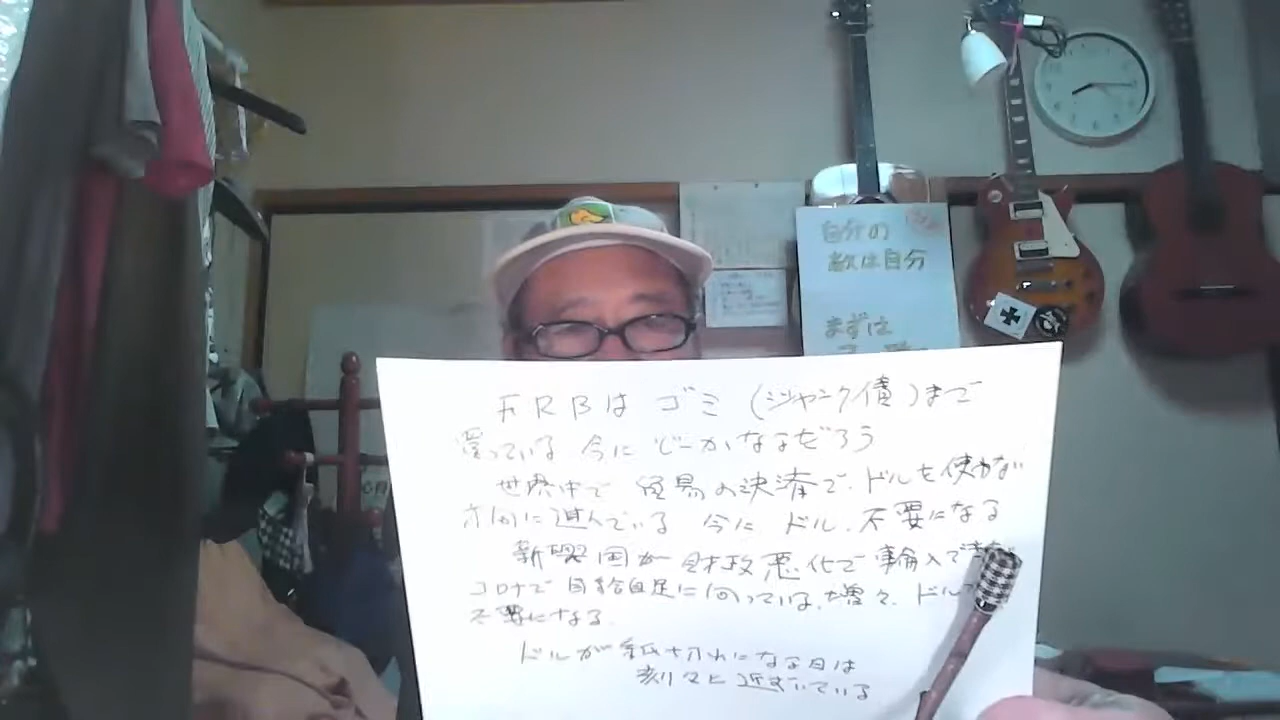 自分の
敵は自分
まずは
FRBは ゴミ (ジャンク債)まで
買っている 今に どーかなるだろう
世界中で 貿易の決済で、ドルを使わない
方向に進んでいる 今に ドル、不要になる
新興国が 財政悪化で 輸入で
コロナで 自給自足に向っている、増々、ドル
不要になる
ドルが 紙切れになる日は
刻々と 近ずいている